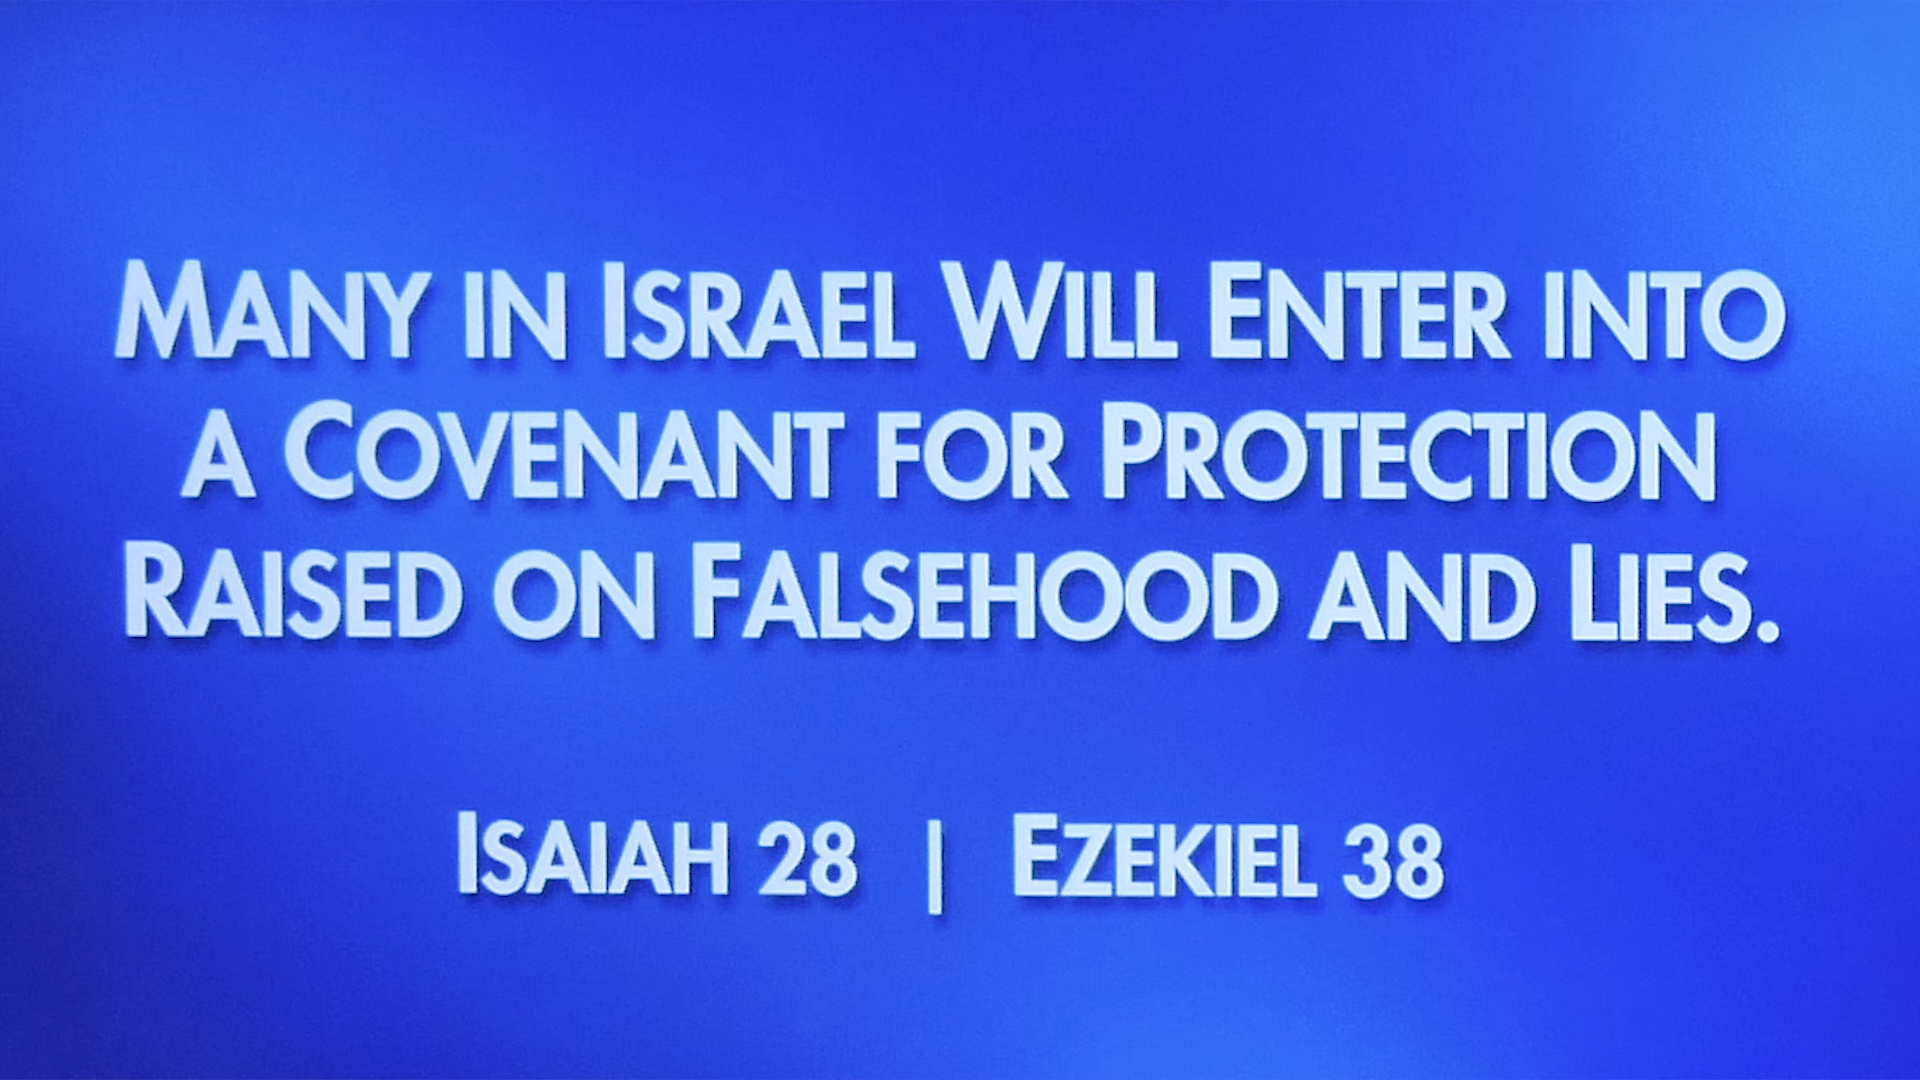 Many in Israel Will Enter into
a Covenant for Protection
Raised on Falsehood and Lies.
Isaiah 28 | Ezekiel 38